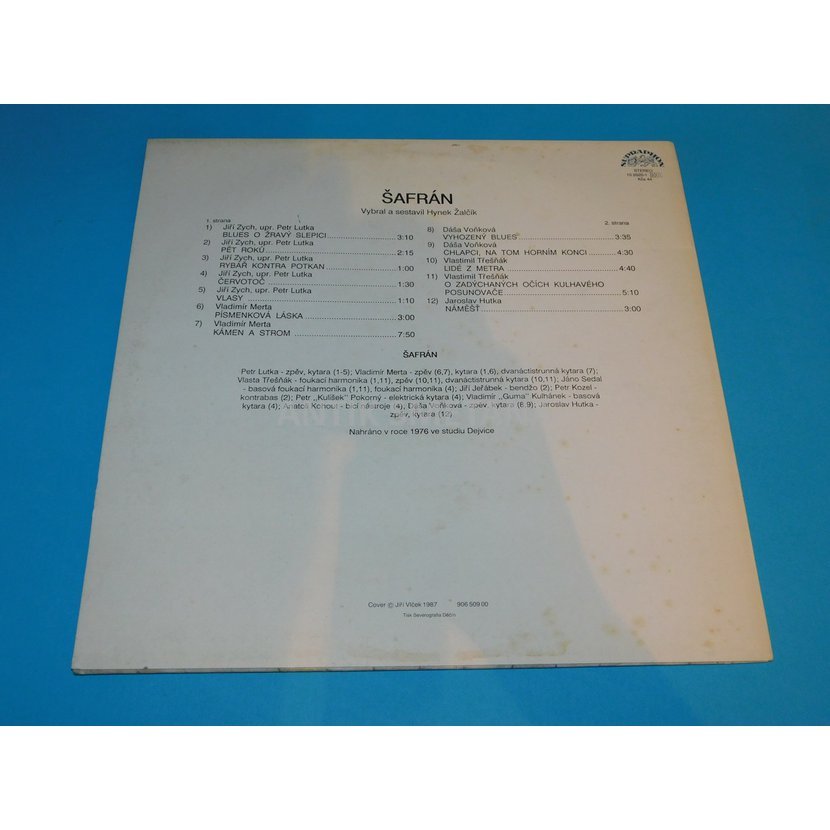 SUPRAPHON
STEREO
Kčs 44
ŠAFRÁN
Vybral a sestavil Hynek Žalčík
1. strana
1) Jiří Zych, upr. Petr Lutka
BLUES O ŽRAVÝ SLEPICI 3:10
2) Jiří Zych, upr. Petr Lutka
PĚT ROKŮ 2:15
3) Jiří Zych, upr. Petr Lutka
RYBÁŘ KONTRA POTKAN 1:00
4) Jiří Zych, upr. Petr Lutka
ČERVOTOČ 1:30
5) Jiří Zych, upr. Petr Lutka
VLASY 1:10
6) Vladimír Merta
PÍSMENKOVÁ LÁSKA 3:00
7) Vladimír Merta
KÁMEN A STROM 7:50
2. strana
8) Dáša Voňková
VYHOZENÝ BLUES 3:35
9) Dáša Voňková
CHLAPCI, NA TOM HORNÍM KONCI 4:30
10) Vlastimil Třešňák
LIDÉ Z METRA 4:40
11) Vlastimil Třešňák
O ZADÝCHANÝCH OČÍCH KULHAVÉHO
POSUNOVAČE 5:10
12) Jaroslav Hutka
NÁMĚŠŤ 3:00
ŠAFRÁN
Petr Lutka - zpěv, kytara (1-5); Vladimír Merta - zpěv (6,7), kytara (1,6), dvanáctistrunná kytara (7);
Vlasta Třešňák - foukací harmonika (1,11), zpěv (10,11), dvanáctistrunná kytara (10,11); Jáno Sedal
- basová foukací harmonika (1,11), foukací harmonika (4); Jiří Jeřábek - bendžo (2); Petr Kozel -
kontrabas (2); Petr „Kulíšek" Pokorný - elektrická kytara (4); Vladimír „Guma" Kulhánek - basová
kytara (4); Anatoli Kohout - bicí nástroje (4); Dáša Voňková - zpěv, kytara (8,9); Jaroslav Hutka -
zpěv, kytara (12)
Nahráno v roce 1976 ve studiu Dejvice
Cover © Jiří Vlček 1987 906 509 00
Tisk Severografia Děčín